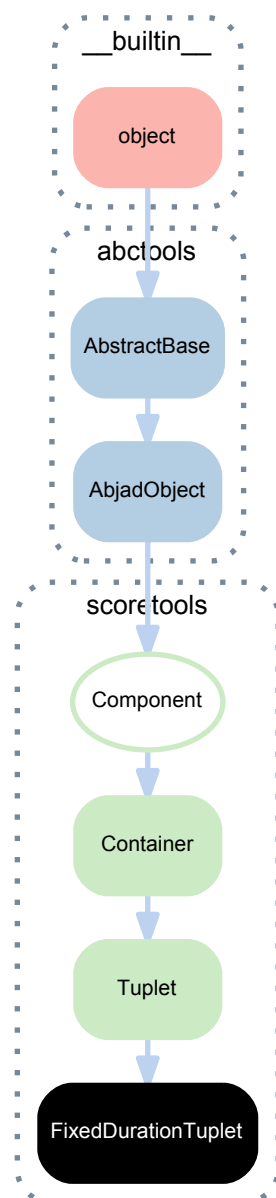 __builtin__
object
abctools
AbstractBase
AbjadObject
scoretools
Component
Container
Tuplet
FixedDurationTuplet